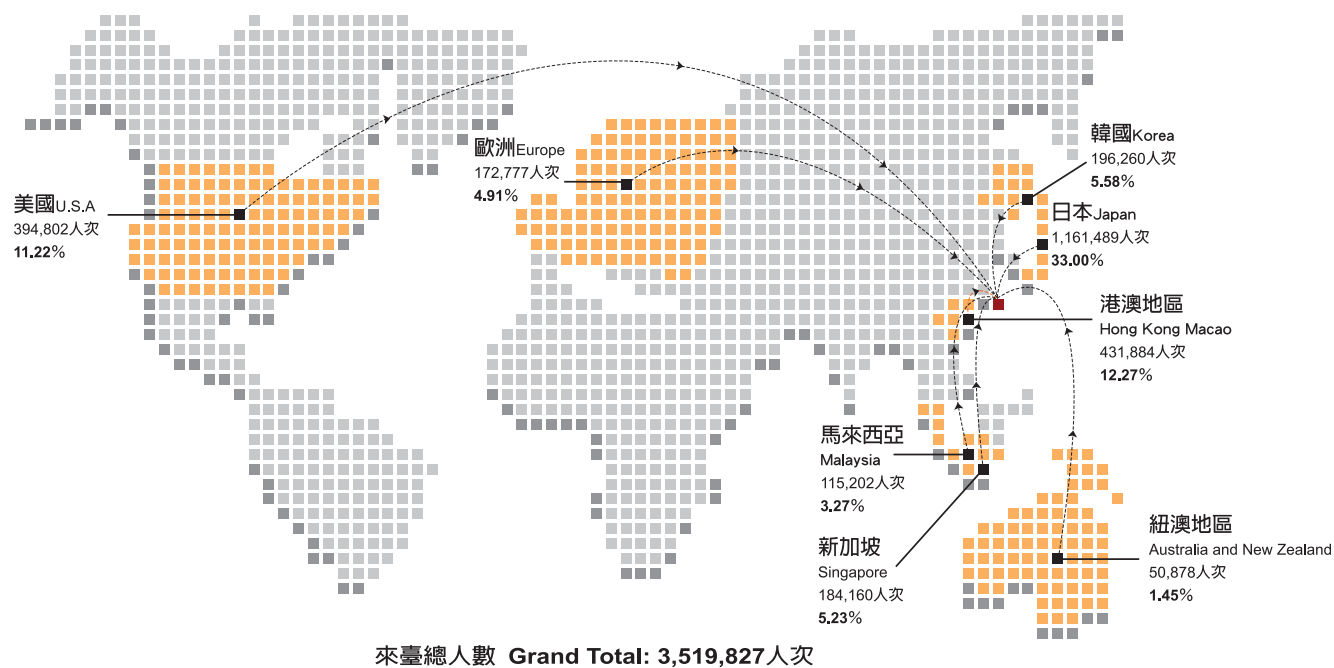 美國U.S.A
394,802人次
11.22%
歐洲Europe
172,777人次
4.91%
韓國Korea
196,260人次
5.58%
日本Japan
1,161,489人次
33.00%
港澳地區
Hong Kong Macao
431,884人次
12.27%
馬來西亞
Malaysia
115,202人次
3.27%
新加坡
Singapore
184,160人次
5.23%
紐澳地區
Australia and New Zealand
50,878人次
1.45%
來臺總人數 Grand Total: 3,519,827人次